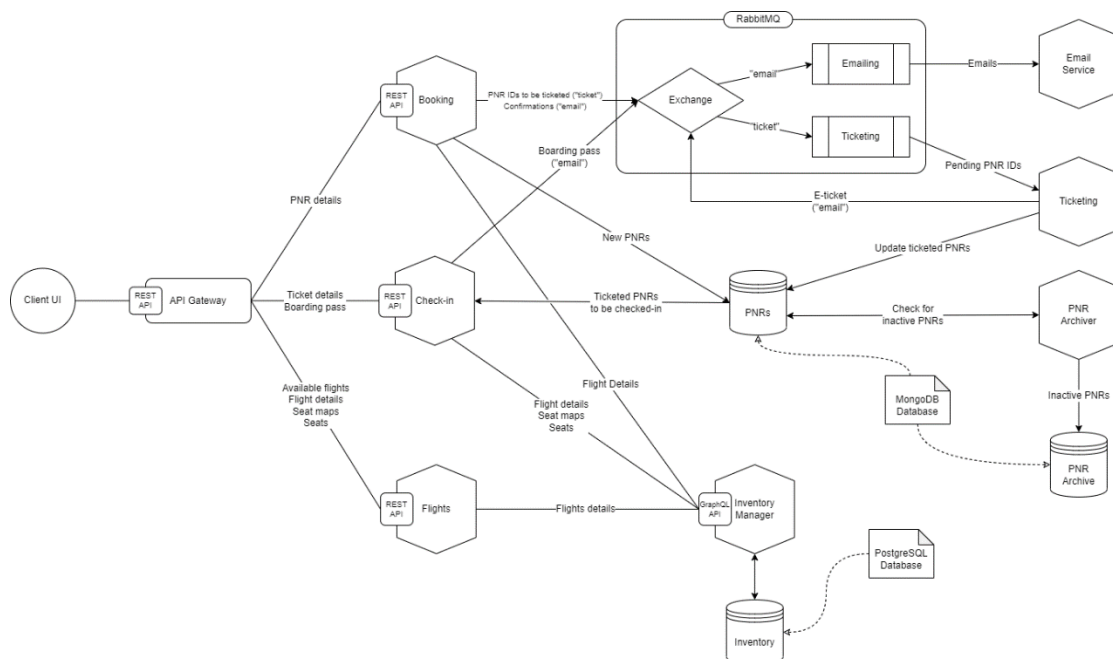 RabbitMQ
REST
API
Booking
PNR IDs to be ticketed ("ticket")
Confirmations ("email")
Exchange
"email"
Emailing
Emails
Email
Service
"ticket"
Ticketing
Pending PNR IDs
Boarding pass
("email")
E-ticket
("email")
Ticketing
PNR details
New PNRs
Update ticketed PNRs
Client UI
REST
API
API Gateway
Ticket details
Boarding pass
REST
API
Check-in
Ticketed PNRs
to be checked-in
PNRs
Check for
inactive PNRs
PNR
Archiver
Available flights
Flight details
Seat maps
Seats
Flight Details
Flight details
Seat maps
Seats
MongoDB
Database
Inactive PNRs
PNR
Archive
REST
API
Flights
Flights details
GraphQL
API
Inventory
Manager
PostgreSQL
Database
Inventory